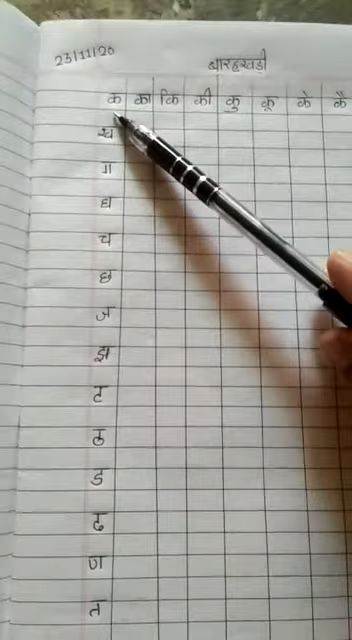 23/11/20
बारहखड़ी
क का कि की कु कू के कै
ख
ग
घ
च
छ
ज
झ
ट
ठ
ड
ढ
ण
त